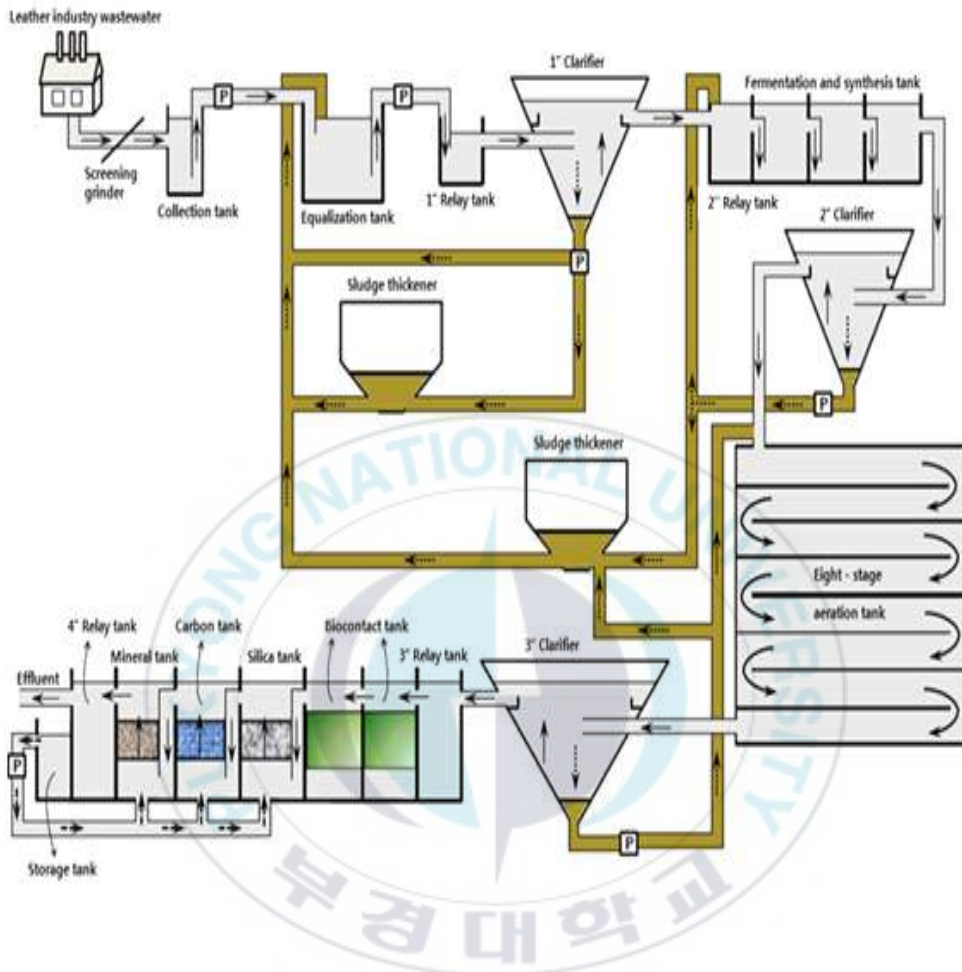 Leather industry wastewater
Screening
grinder
P
Collection tank
Equalization tank
P
1" Relay tank
1" Clarifier
P
Fermentation and synthesis tank
2" Relay tank
2" Clarifier
P
Sludge thickener
Sludge thickener
Eight - stage
aeration tank
3" Clarifier
P
3" Relay tank
Biocontact tank
Silica tank
Carbon tank
Mineral tank
4" Relay tank
Effluent
P
Storage tank
NATIONAL UNIVERSITY
부경대학교